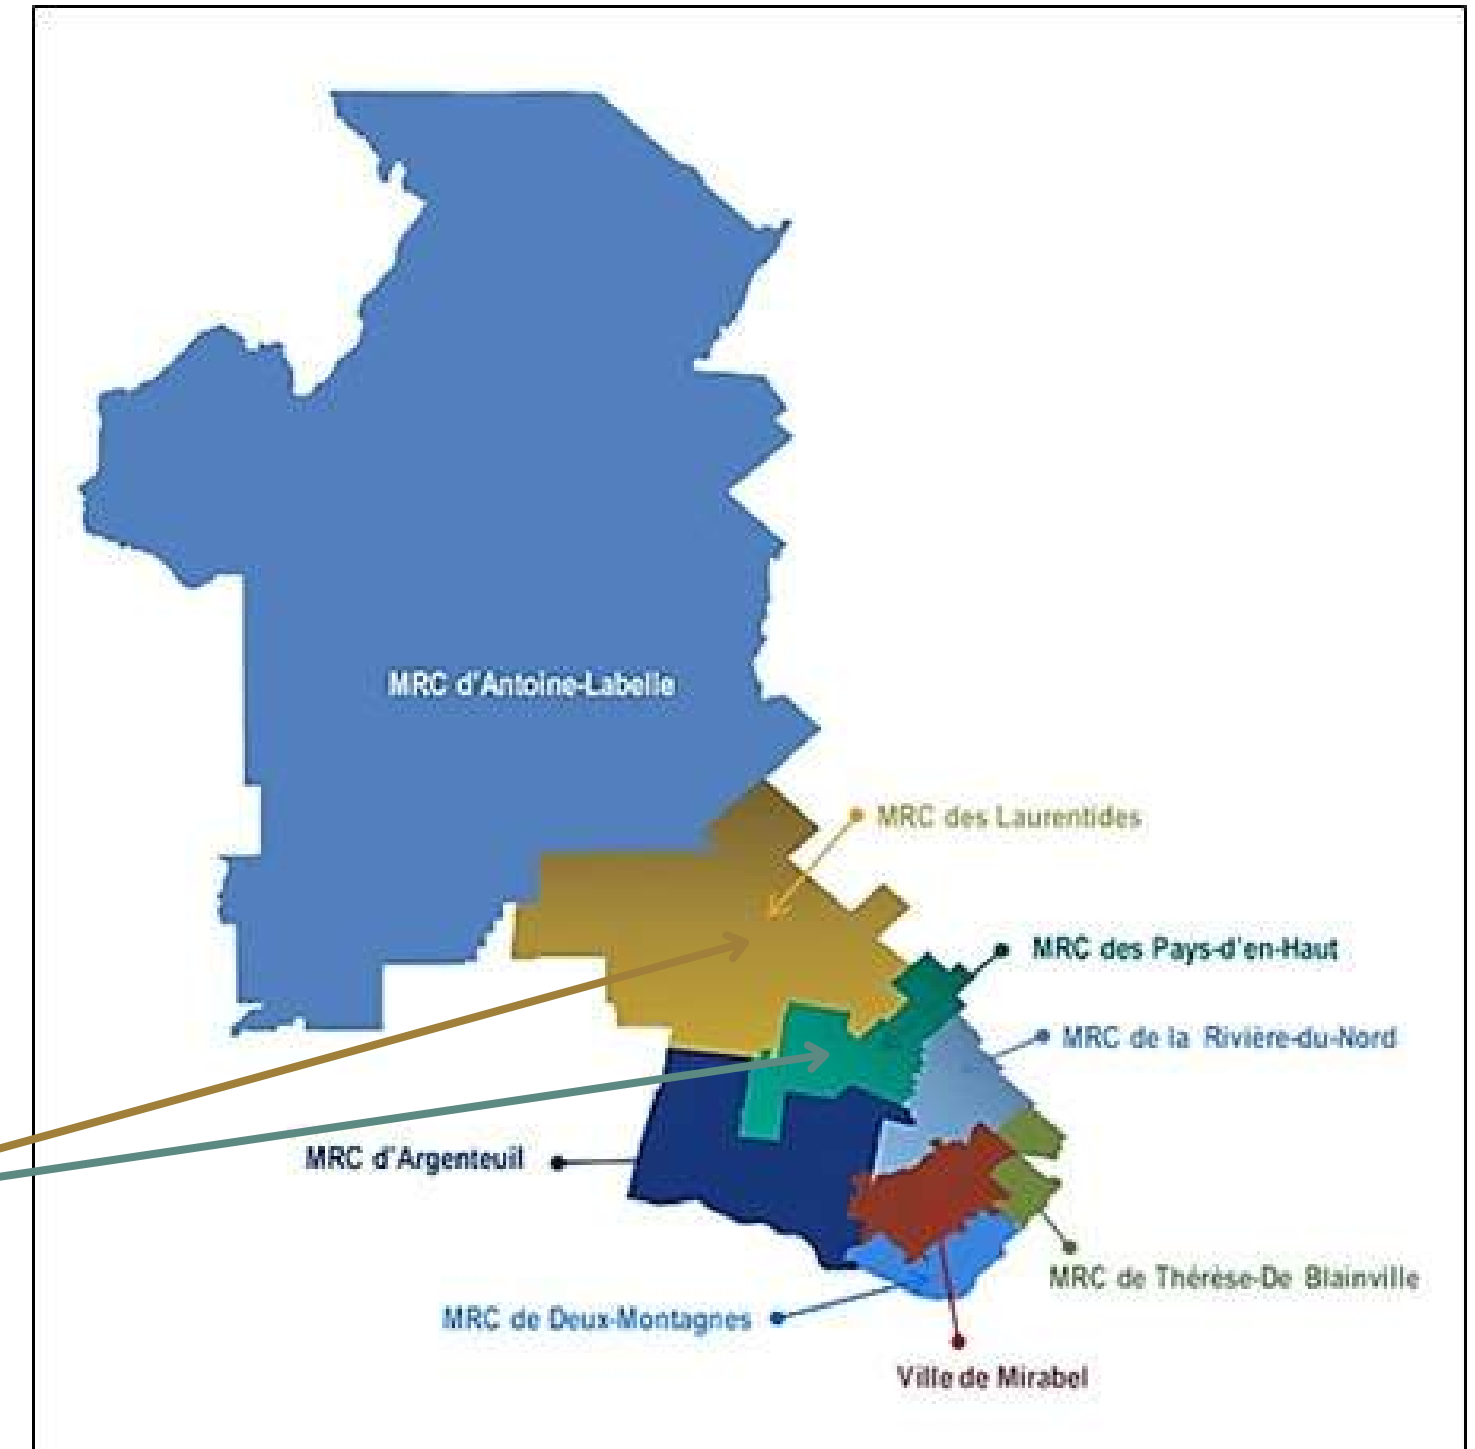 MRC d'Antoine-Labelle
MRC des Laurentides
MRC des Pays-d'en-Haut
MRC de la Rivière-du-Nord
MRC d'Argenteuil
MRC de Thérèse-De Blainville
MRC de Deux-Montagnes
Ville de Mirabel